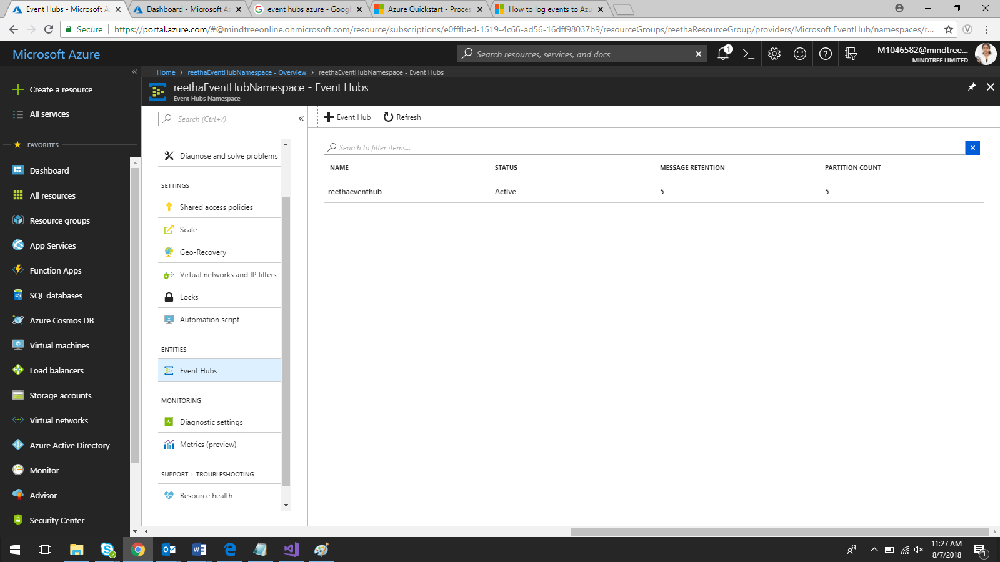 Event Hubs - Microsoft A
Dashboard - Microsoft A
event hubs azure - Goog
Azure Quickstart - Proces
How to log events to Azu
Secure
https://portal.azure.com/#@mindtreeonline.onmicrosoft.com/resource/subscriptions/e0fffbed-1519-4c66-ad56-16dff98037b9/resourceGroups/reethaResourceGroup/providers/Microsoft.EventHub/namespaces/r...
Microsoft Azure
Search resources, services, and docs
1
M1046582@mindtree...
MINDTREE LIMITED
Home > reethaEventHubNamespace - Overview > reethaEventHubNamespace - Event Hubs
reethaEventHubNamespace - Event Hubs
Event Hubs Namespace
Create a resource
All services
FAVORITES
Dashboard
All resources
Resource groups
App Services
Function Apps
SQL databases
Azure Cosmos DB
Virtual machines
Load balancers
Storage accounts
Virtual networks
Azure Active Directory
Monitor
Advisor
Security Center
Search (Ctrl+/)
Diagnose and solve problems
SETTINGS
Shared access policies
Scale
Geo-Recovery
Virtual networks and IP filters
Locks
Automation script
ENTITIES
Event Hubs
MONITORING
Diagnostic settings
Metrics (preview)
SUPPORT + TROUBLESHOOTING
Resource health
Event Hub
Refresh
Search to filter items...
NAME STATUS MESSAGE RETENTION PARTITION COUNT
reethaeventhub Active 5 5
11:27 AM
8/7/2018
1